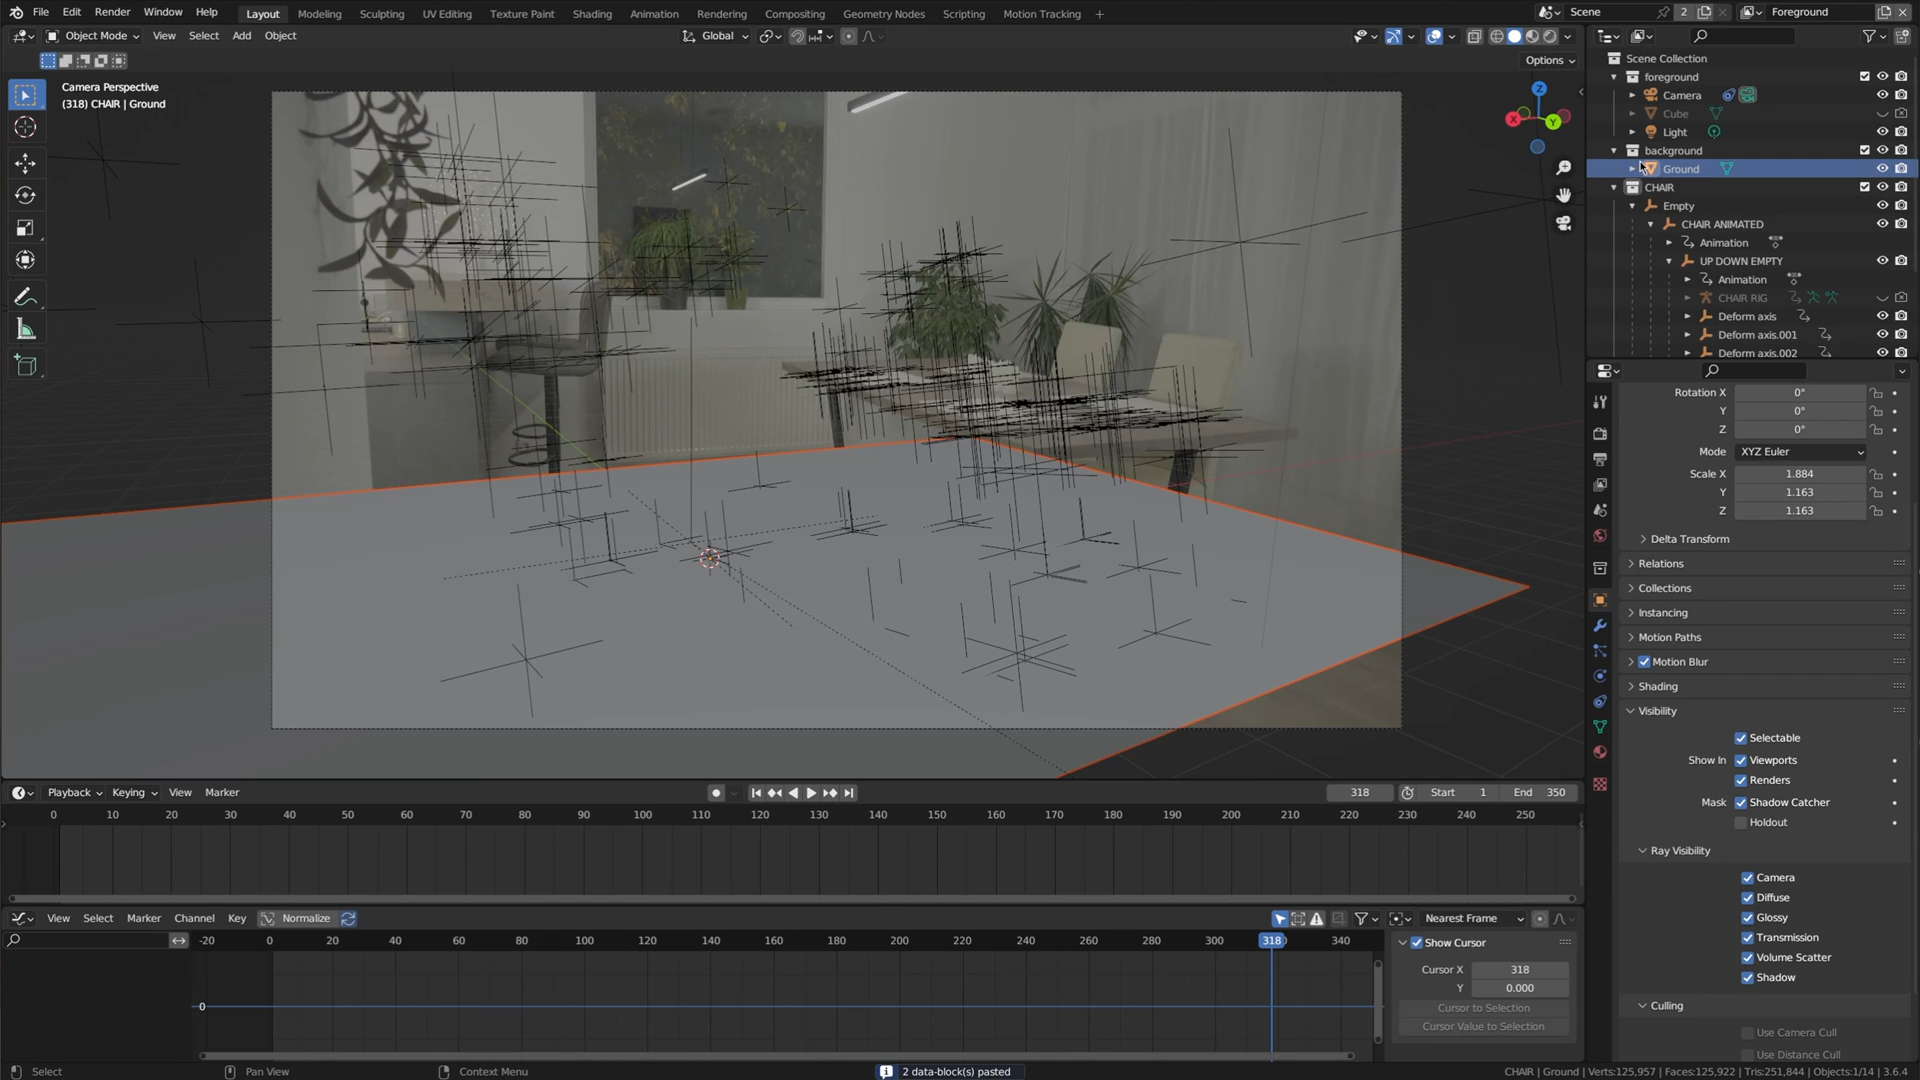 File Edit Render Window Help Layout Modeling Sculpting UV Editing Texture Paint Shading Animation Rendering Compositing Geometry Nodes Scripting Motion Tracking + Scene 2 Foreground
Object Mode View Select Add Object Global
Options
Camera Perspective
(318) CHAIR | Ground
Z
X
Y
Scene Collection
foreground
Camera
Cube
Light
background
Ground
CHAIR
Empty
CHAIR ANIMATED
Animation
UP DOWN EMPTY
Animation
CHAIR RIG
Deform axis
Deform axis.001
Deform axis.002
Rotation X 0°
Y 0°
Z 0°
Mode XYZ Euler
Scale X 1.884
Y 1.163
Z 1.163
Delta Transform
Relations
Collections
Instancing
Motion Paths
Motion Blur
Shading
Visibility
Selectable
Show In Viewports
Renders
Mask Shadow Catcher
Holdout
Ray Visibility
Camera
Diffuse
Glossy
Transmission
Volume Scatter
Shadow
Culling
Use Camera Cull
Use Distance Cull
Playback Keying View Marker 318 Start 1 End 350
0 10 20 30 40 50 60 70 80 90 100 110 120 130 140 150 160 170 180 190 200 210 220 230 240 250
View Select Marker Channel Key Normalize Nearest Frame
-20 0 20 40 60 80 100 120 140 160 180 200 220 240 260 280 300 318 340
0
Show Cursor
Cursor X 318
Y 0.000
Cursor to Selection
Cursor Value to Selection
Select Pan View Context Menu 2 data-block(s) pasted CHAIR | Ground | Verts:125,957 | Faces:125,922 | Tris:251,844 | Objects:1/14 | 3.6.4